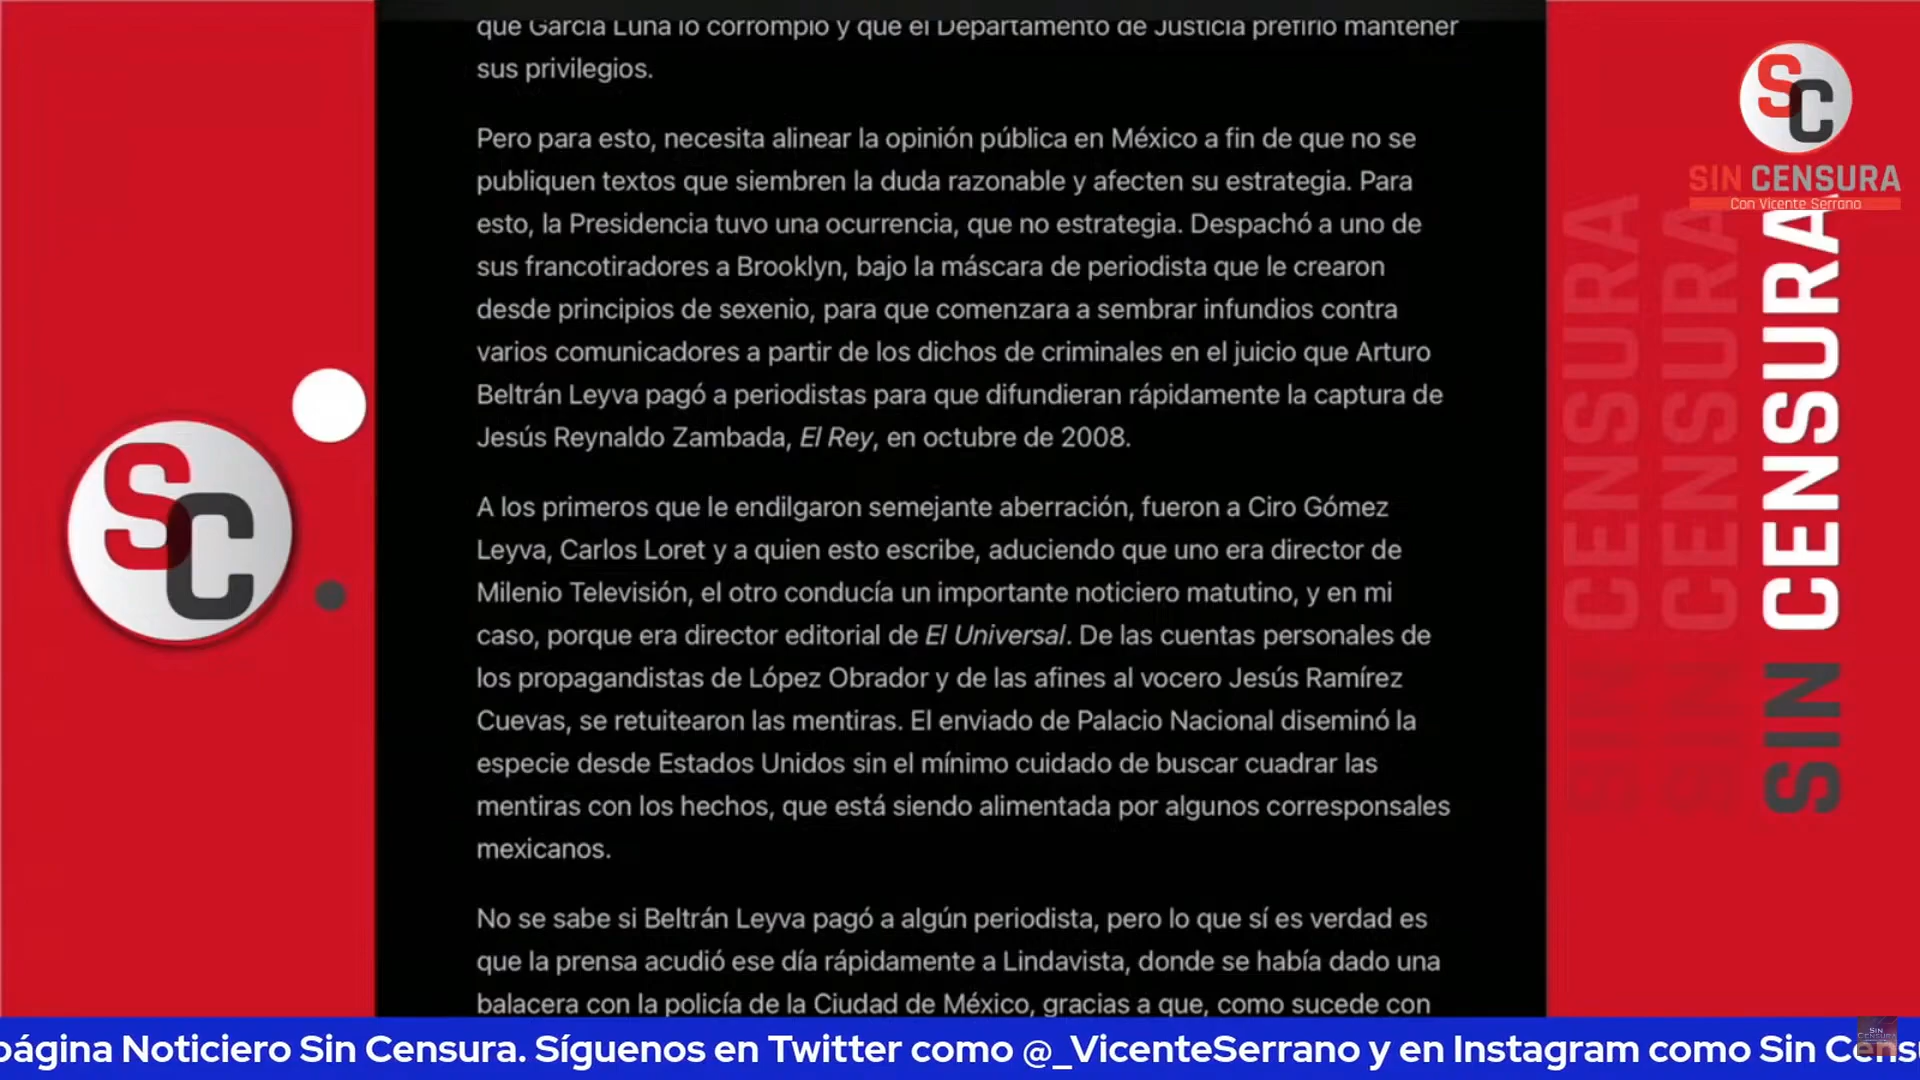 que García Luna lo corrompió y que el Departamento de Justicia prefirió mantener
sus privilegios.
Pero para esto, necesita alinear la opinión pública en México a fin de que no se
publiquen textos que siembren la duda razonable y afecten su estrategia. Para
esto, la Presidencia tuvo una ocurrencia, que no estrategia. Despachó a uno de
sus francotiradores a Brooklyn, bajo la máscara de periodista que le crearon
desde principios de sexenio, para que comenzara a sembrar infundios contra
varios comunicadores a partir de los dichos de criminales en el juicio que Arturo
Beltrán Leyva pagó a periodistas para que difundieran rápidamente la captura de
Jesús Reynaldo Zambada, El Rey, en octubre de 2008.
A los primeros que le endilgaron semejante aberración, fueron a Ciro Gómez
Leyva, Carlos Loret y a quien esto escribe, aduciendo que uno era director de
Milenio Televisión, el otro conducía un importante noticiero matutino, y en mi
caso, porque era director editorial de El Universal. De las cuentas personales de
los propagandistas de López Obrador y de las afines al vocero Jesús Ramírez
Cuevas, se retuitearon las mentiras. El enviado de Palacio Nacional diseminó la
especie desde Estados Unidos sin el mínimo cuidado de buscar cuadrar las
mentiras con los hechos, que está siendo alimentada por algunos corresponsales
mexicanos.
No se sabe si Beltrán Leyva pagó a algún periodista, pero lo que sí es verdad es
que la prensa acudió ese día rápidamente a Lindavista, donde se había dado una
balacera con la policía de la Ciudad de México, gracias a que, como sucede con
SC
SC
SIN CENSURA
Con Vicente Serrano
SIN CENSURA
SIN CENSURA
SIN CENSURA
página Noticiero Sin Censura. Síguenos en Twitter como @_VicenteSerrano y en Instagram como Sin Cens
SIN
CENSURA